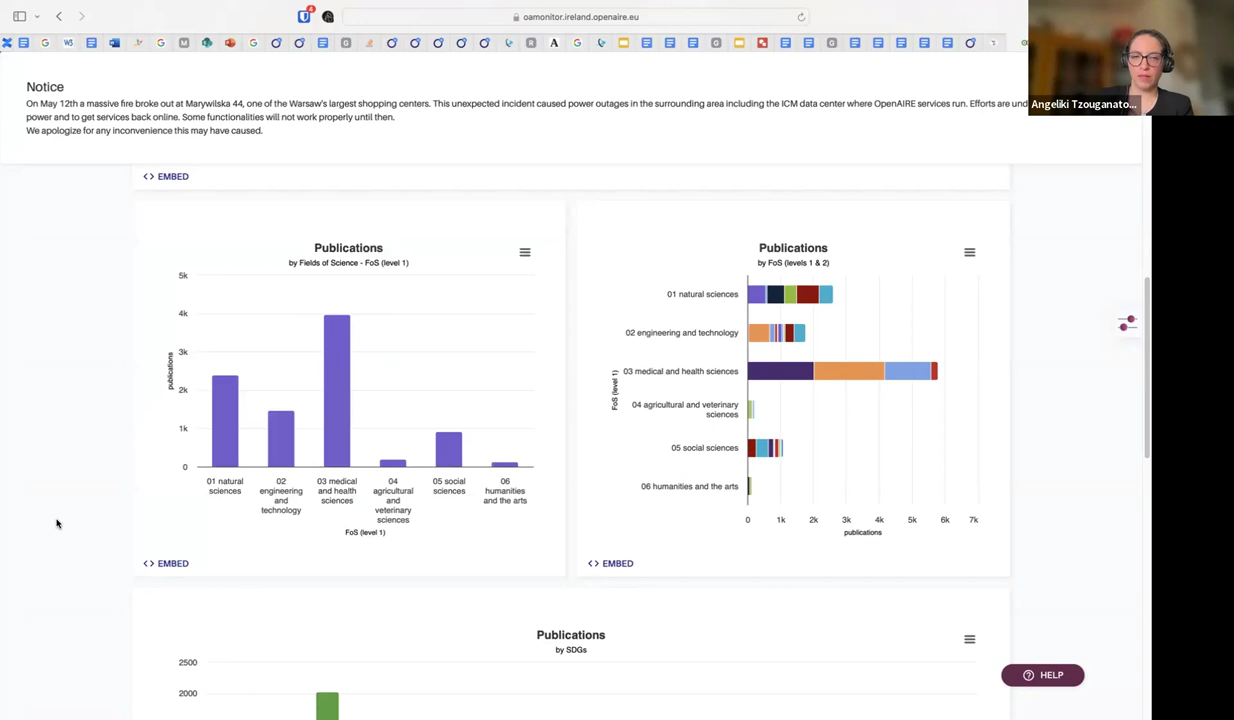 4
oamonitor.ireland.openaire.eu
Angeliki Tzouganato...
Notice
On May 12th a massive fire broke out at Marywilska 44, one of the Warsaw's largest shopping centers. This unexpected incident caused power outages in the surrounding area including the ICM data center where OpenAIRE services run. Efforts are und
power and to get services back online. Some functionalities will not work properly until then.
We apologize for any inconvenience this may have caused.
<> EMBED
Publications
by Fields of Science - FoS (level 1)
5k
4k
3k
2k
1k
0
publications
01 natural
sciences
02
engineering
and
technology
03 medical
and health
sciences
04
agricultural
and
veterinary
sciences
05 social
sciences
06
humanities
and the arts
FoS (level 1)
<> EMBED
Publications
by FoS (levels 1 & 2)
FoS (level 1)
01 natural sciences
02 engineering and technology
03 medical and health sciences
04 agricultural and veterinary
sciences
05 social sciences
06 humanities and the arts
0 1k 2k 3k 4k 5k 6k 7k
publications
<> EMBED
Publications
by SDGs
2500
2000
HELP